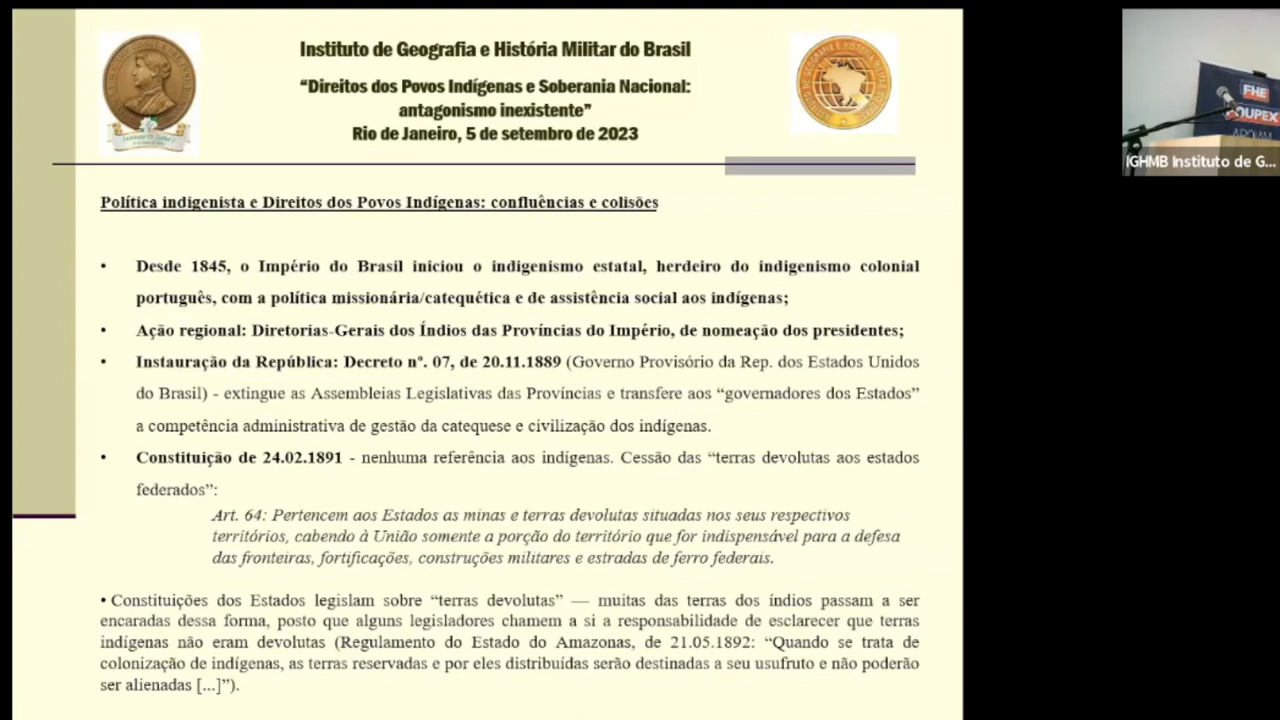 Instituto de Geografia e História Militar do Brasil
“Direitos dos Povos Indígenas e Soberania Nacional:
antagonismo inexistente”
Rio de Janeiro, 5 de setembro de 2023
FHE
OUPEX
IGHMB Instituto de G...
Política indigenista e Direitos dos Povos Indígenas: confluências e colisões
• Desde 1845, o Império do Brasil iniciou o indigenismo estatal, herdeiro do indigenismo colonial
português, com a política missionária/catequética e de assistência social aos indígenas;
• Ação regional: Diretorias-Gerais dos Índios das Províncias do Império, de nomeação dos presidentes;
• Instauração da República: Decreto nº. 07, de 20.11.1889 (Governo Provisório da Rep. dos Estados Unidos
do Brasil) - extingue as Assembleias Legislativas das Províncias e transfere aos “governadores dos Estados”
a competência administrativa de gestão da catequese e civilização dos indígenas.
• Constituição de 24.02.1891 - nenhuma referência aos indígenas. Cessão das “terras devolutas aos estados
federados”:
Art. 64: Pertencem aos Estados as minas e terras devolutas situadas nos seus respectivos
territórios, cabendo à União somente a porção do território que for indispensável para a defesa
das fronteiras, fortificações, construções militares e estradas de ferro federais.
• Constituições dos Estados legislam sobre “terras devolutas” — muitas das terras dos índios passam a ser
encaradas dessa forma, posto que alguns legisladores chamem a si a responsabilidade de esclarecer que terras
indígenas não eram devolutas (Regulamento do Estado do Amazonas, de 21.05.1892: “Quando se trata de
colonização de indígenas, as terras reservadas e por eles distribuídas serão destinadas a seu usufruto e não poderão
ser alienadas [...]”).